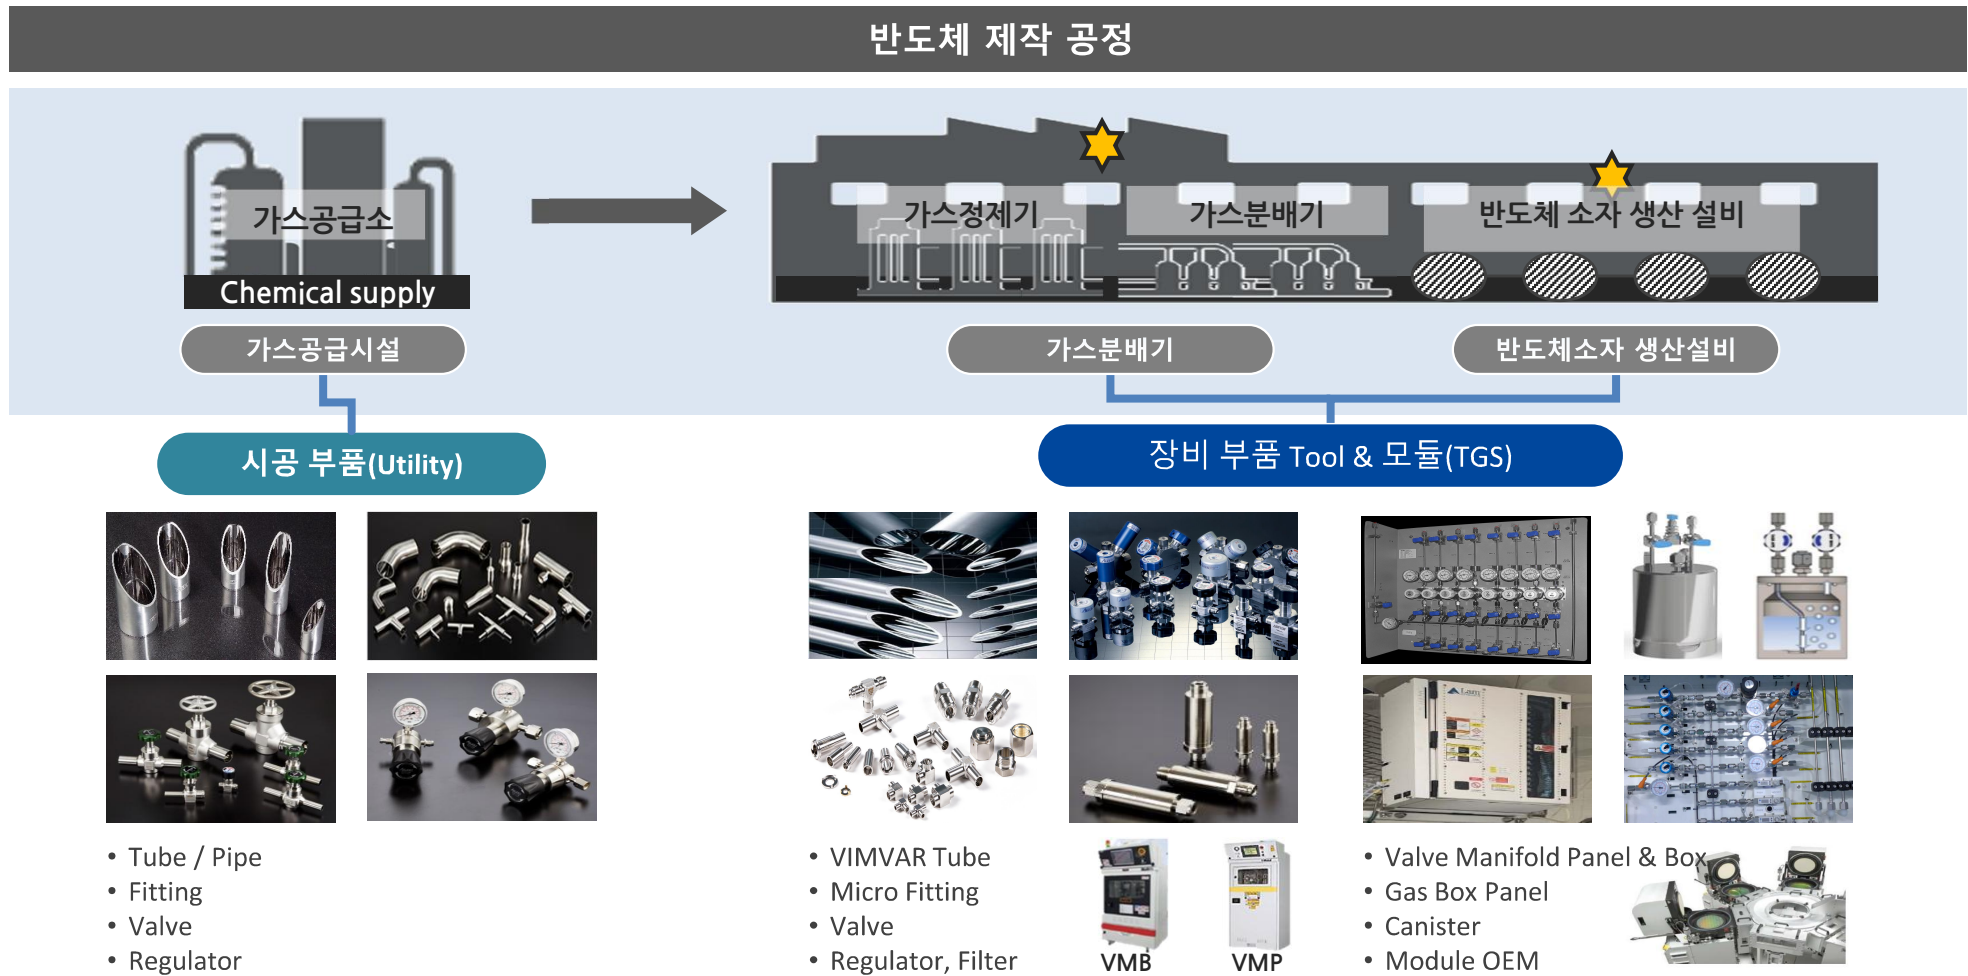 반도체 제작 공정
가스공급소
Chemical supply
가스정제기
가스분배기
반도체 소자 생산 설비
가스공급시설
가스분배기
반도체소자 생산설비
시공 부품(Utility)
장비 부품 Tool & 모듈(TGS)
• Tube / Pipe
• Fitting
• Valve
• Regulator
• VIMVAR Tube
• Micro Fitting
• Valve
• Regulator, Filter
VMB
VMP
Lam
• Valve Manifold Panel & Box
• Gas Box Panel
• Canister
• Module OEM